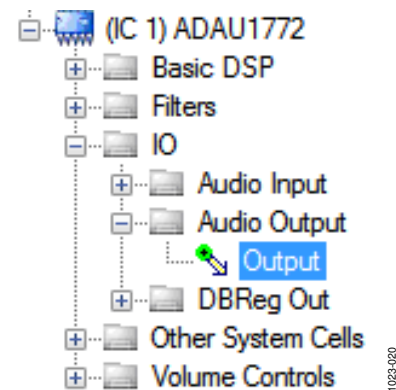 (IC 1) ADAU1772
Basic DSP
Filters
IO
Audio Input
Audio Output
Output
DBReg Out
Other System Cells
Volume Controls
1023-020